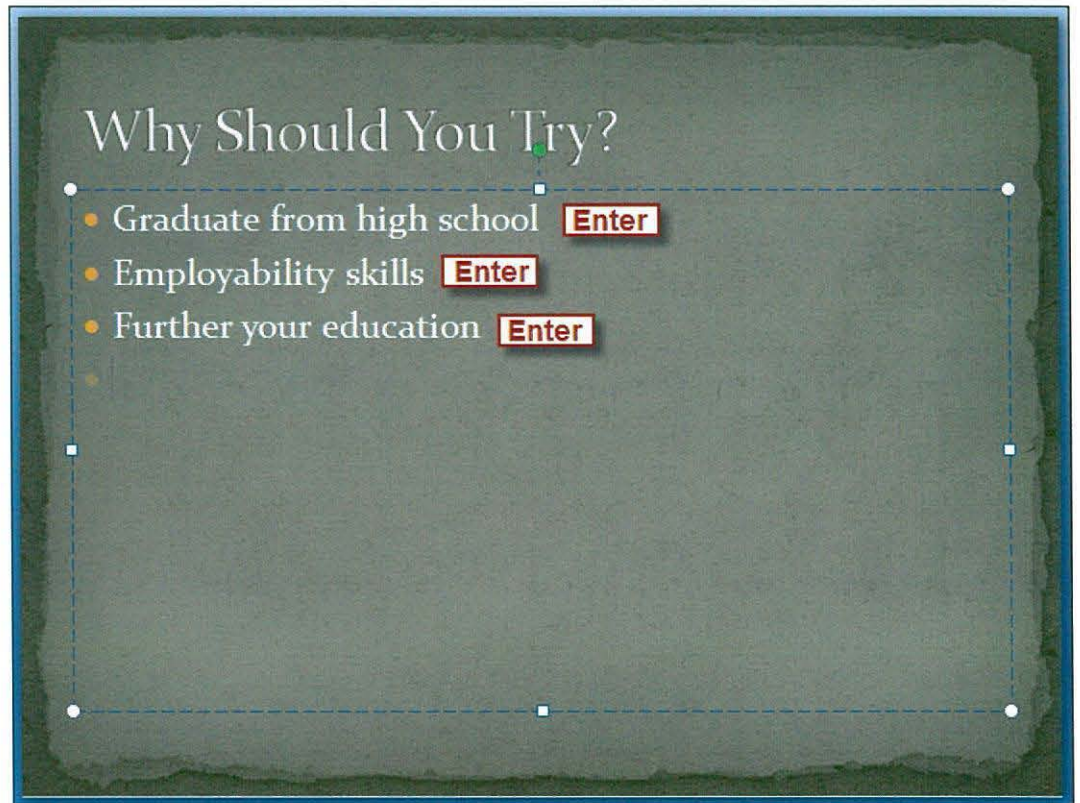 Why Should You Try?
• Graduate from high school Enter
• Employability skills Enter
• Further your education Enter
•